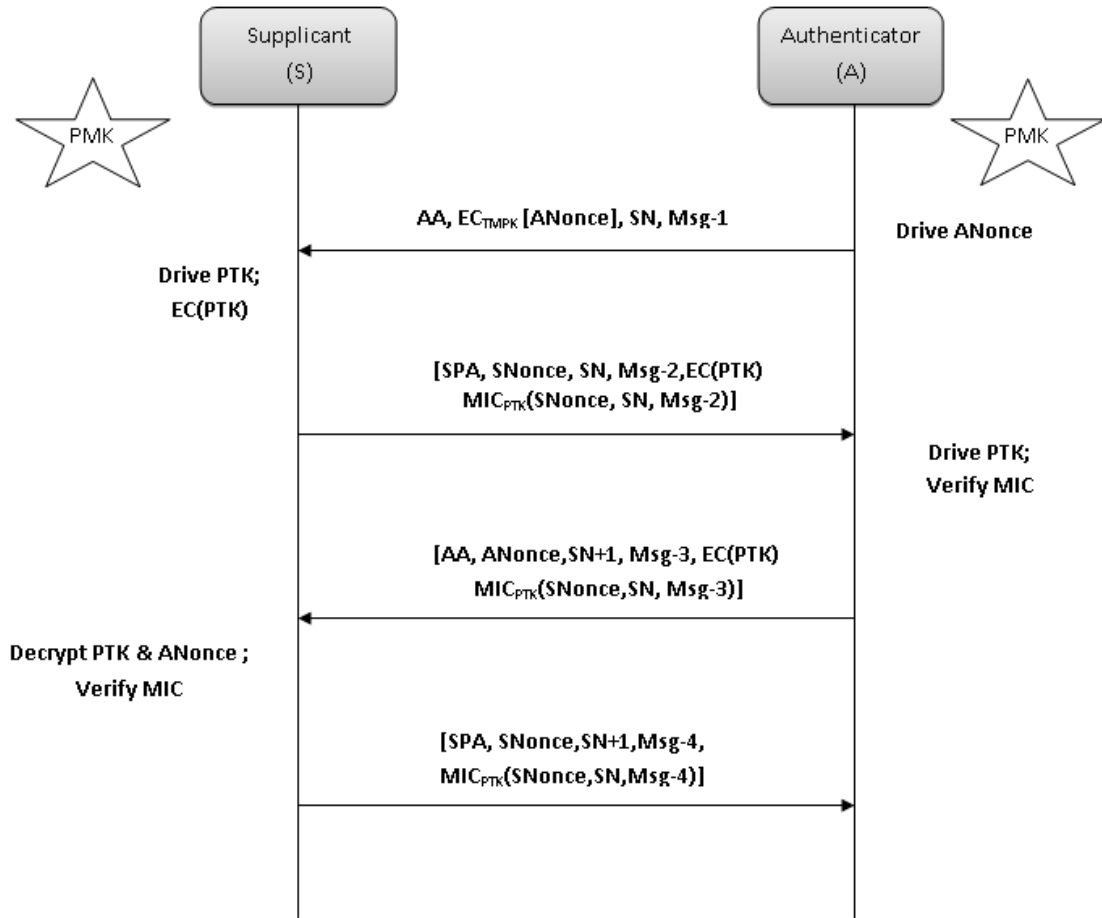 Supplicant
(S)
Authenticator
(A)
PMK
PMK
AA, EC_TMPK [ANonce], SN, Msg-1
Drive ANonce
Drive PTK;
EC(PTK)
[SPA, SNonce, SN, Msg-2,EC(PTK)
MIC_PTK(SNonce, SN, Msg-2)]
Drive PTK;
Verify MIC
[AA, ANonce,SN+1, Msg-3, EC(PTK)
MIC_PTK(SNonce,SN, Msg-3)]
Decrypt PTK & ANonce ;
Verify MIC
[SPA, SNonce,SN+1,Msg-4,
MIC_PTK(SNonce,SN,Msg-4)]